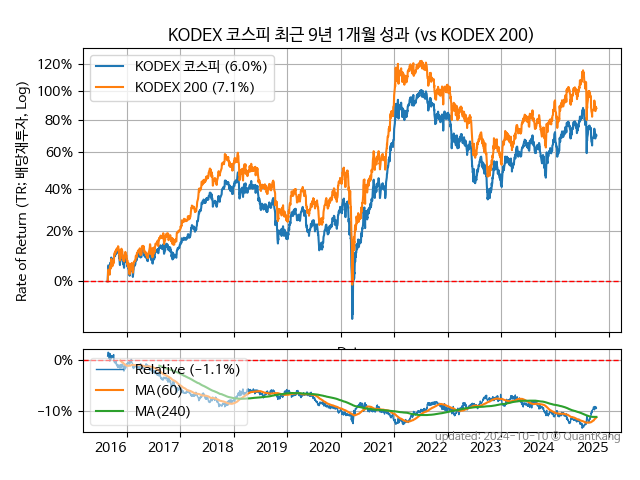 KODEX 코스피 최근 9년 1개월 성과 (vs KODEX 200)
Rate of Return (TR: 배당재투자, Log)
120%
100%
80%
60%
40%
20%
0%
KODEX 코스피 (6.0%)
KODEX 200 (7.1%)
0%
−10%
Relative (−1.1%)
MA(60)
MA(240)
updated: 2024-10-10 © QuantKang
2016 2017 2018 2019 2020 2021 2022 2023 2024 2025